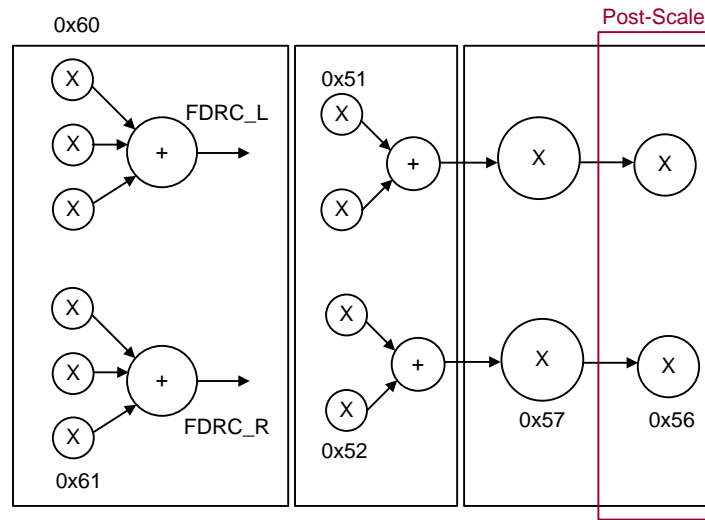 Post-Scale
0x60
X
FDRC_L
0x51
X
X
+
+
X
X
X
X
X
X
X
FDRC_R
X
X
+
+
X
X
X
X
0x52
0x57
0x56
0x61